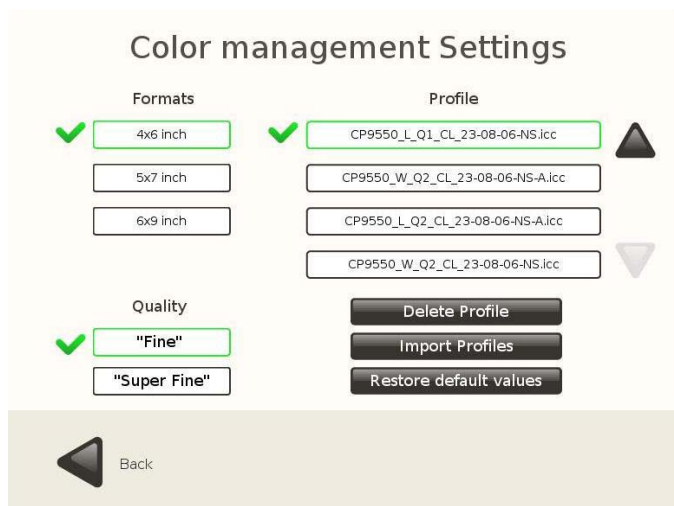 Color management Settings
Formats
4x6 inch
5x7 inch
6x9 inch
Profile
CP9550_L_Q1_CL_23-08-06-NS.icc
CP9550_W_Q2_CL_23-08-06-NS-A.icc
CP9550_L_Q2_CL_23-08-06-NS-A.icc
CP9550_W_Q2_CL_23-08-06-NS.icc
Quality
"Fine"
"Super Fine"
Delete Profile
Import Profiles
Restore default values
Back